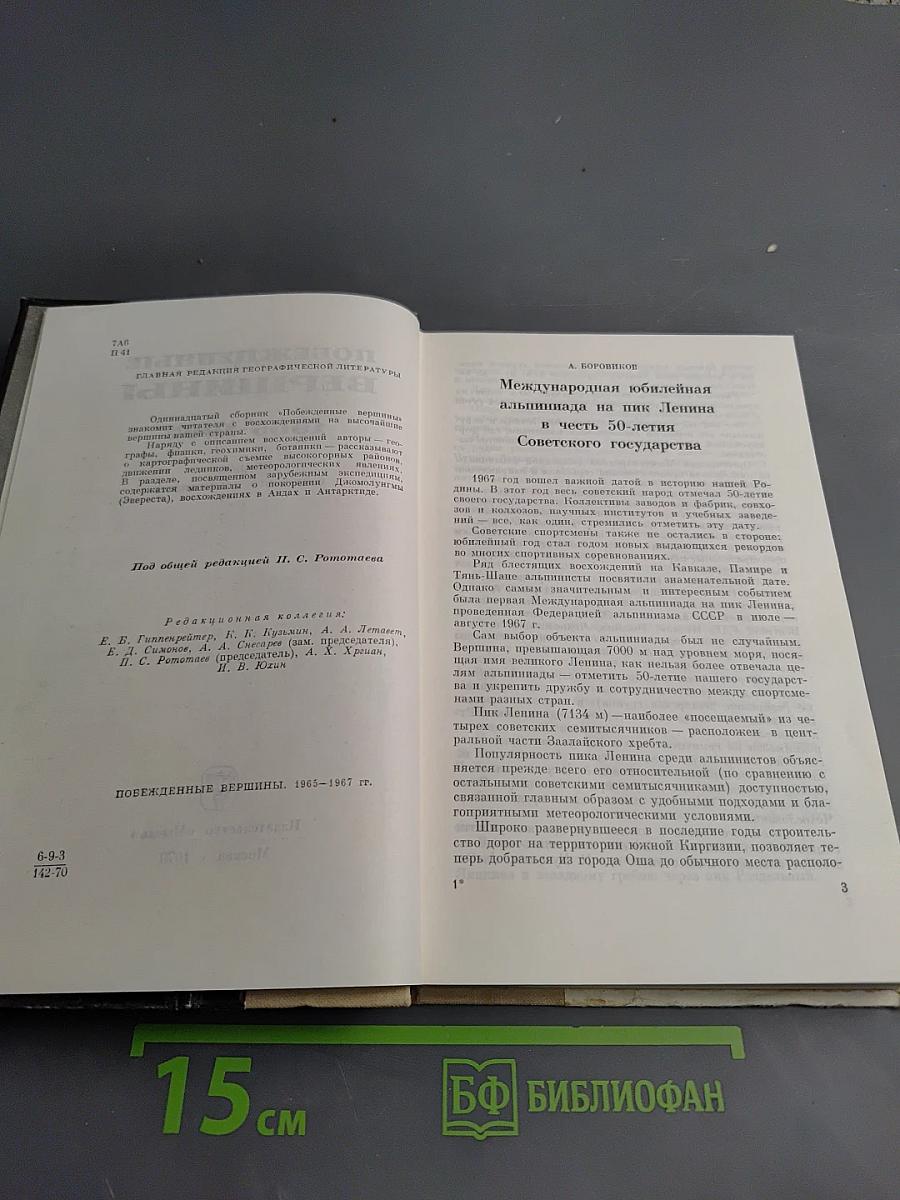 7А6
П 41
ГЛАВНАЯ РЕДАКЦИЯ ГЕОГРАФИЧЕСКОЙ ЛИТЕРАТУРЫ
Одиннадцатый сборник «Побежденные вершины»
знакомит читателя с восхождениями на высочайшие
вершины нашей страны.
Наряду с описанием восхождений авторы — гео-
графы, физики, геохимики, ботаники — рассказывают
о картографической съемке высокогорных районов,
движении ледников, метеорологических явлениях.
В разделе, посвященном зарубежным экспедициям,
содержатся материалы о покорении Джомолунгмы
(Эвереста), восхождениях в Андах и Антарктиде.
Под общей редакцией П. С. Рототаева
Редакционная коллегия:
Е. Б. Гиппенрейтер, К. К. Кузьмин, А. А. Летавет,
Е. Д. Симонов, А. А. Снесарев (зам. председателя),
П. С. Рототаев (председатель), А. Х. Хргиан,
И. В. Юхин
ПОБЕЖДЕННЫЕ ВЕРШИНЫ. 1965—1967 гг.
6-9-3
142-70
А. БОРОВИКОВ
Международная юбилейная
альпиниада на пик Ленина
в честь 50-летия
Советского государства
1967 год вошел важной датой в историю нашей Ро-
дины. В этот год весь советский народ отмечал 50-летие
своего государства. Коллективы заводов и фабрик, совхо-
зов и колхозов, научных институтов и учебных заведе-
ний — все, как один, стремились отметить эту дату.
Советские спортсмены также не остались в стороне:
юбилейный год стал годом новых выдающихся рекордов
во многих спортивных соревнованиях.
Ряд блестящих восхождений на Кавказе, Памире и
Тянь-Шане альпинисты посвятили знаменательной дате.
Однако самым значительным и интересным событием
была первая Международная альпиниада на пик Ленина,
проведенная Федерацией альпинизма СССР в июле —
августе 1967 г.
Сам выбор объекта альпиниады был не случайным.
Вершина, превышающая 7000 м над уровнем моря, нося-
щая имя великого Ленина, как нельзя более отвечала це-
лям альпиниады — отметить 50-летие нашего государст-
ва и укрепить дружбу и сотрудничество между спортсме-
нами разных стран.
Пик Ленина (7134 м) — наиболее «посещаемый» из че-
тырех советских семитысячников — расположен в цент-
ральной части Заалайского хребта.
Популярность пика Ленина среди альпинистов объяс-
няется прежде всего его относительной (по сравнению с
остальными советскими семитысячниками) доступностью,
связанной главным образом с удобными подходами и бла-
гоприятными метеорологическими условиями.
Широко развернувшееся в последние годы строитель-
ство дорог на территории южной Киргизии, позволяет те-
перь добраться из города Оша до обычного места располо-
1*
3
15 см
БФ БИБЛИОФАН